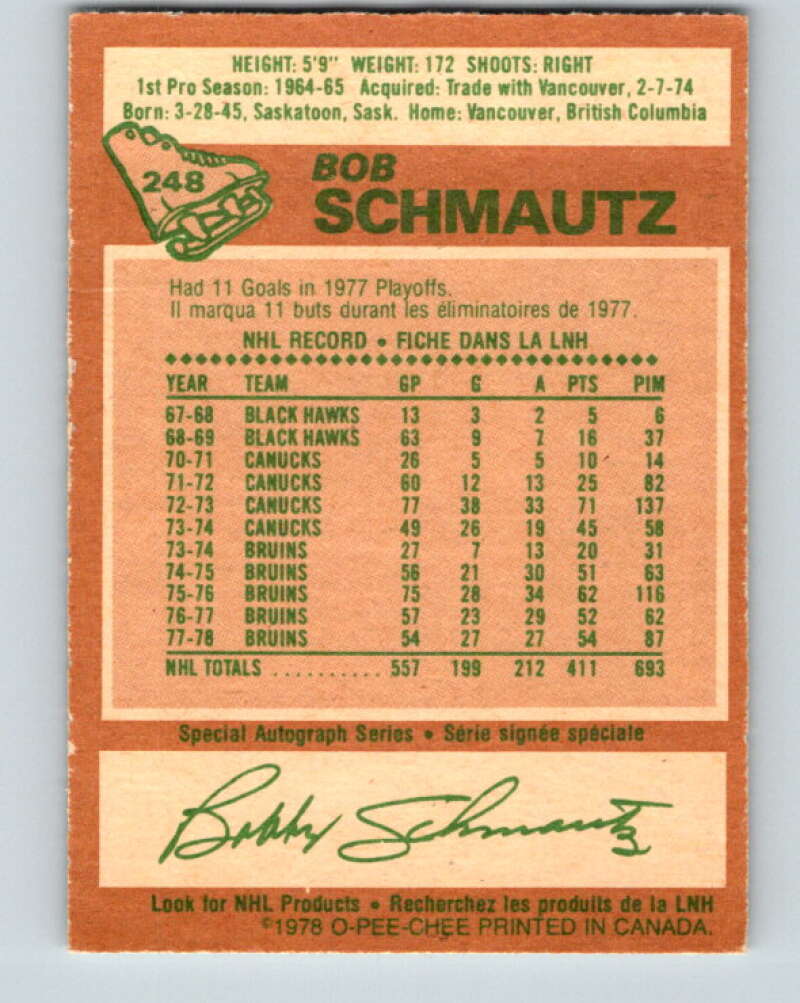 HEIGHT: 5'9" WEIGHT: 172 SHOOTS: RIGHT
1st Pro Season: 1964-65 Acquired: Trade with Vancouver, 2-7-74
Born: 3-28-45, Saskatoon, Sask. Home: Vancouver, British Columbia
248
BOB
SCHMAUTZ
Had 11 Goals in 1977 Playoffs.
Il marqua 11 buts durant les éliminatoires de 1977.
NHL RECORD • FICHE DANS LA LNH
YEAR TEAM GP G A PTS PIM
67-68 BLACK HAWKS 13 3 2 5 6
68-69 BLACK HAWKS 63 9 7 16 37
70-71 CANUCKS 26 5 5 10 14
71-72 CANUCKS 60 12 13 25 82
72-73 CANUCKS 77 38 33 71 137
73-74 CANUCKS 49 26 19 45 58
73-74 BRUINS 27 7 13 20 31
74-75 BRUINS 56 21 30 51 63
75-76 BRUINS 75 28 34 62 116
76-77 BRUINS 57 23 29 52 62
77-78 BRUINS 54 27 27 54 87
NHL TOTALS .......... 557 199 212 411 693
Special Autograph Series • Série signée spéciale
Bobby Schmautz
Look for NHL Products • Recherchez les produits de la LNH
©1978 O-PEE-CHEE PRINTED IN CANADA.